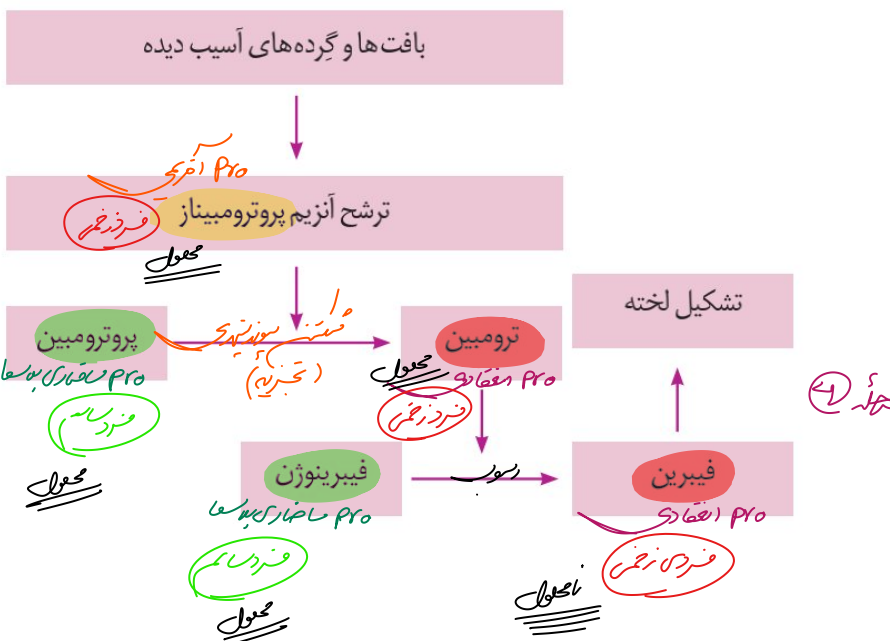 بافت‌ها و گِرده‌های آسیب دیده
Pro آنزیمی
ترشح آنزیم پروترومبیناز
فرد زخمی
محلول
تشکیل لخته
پروترومبین
شکستن پیوند پپتیدی
(تجزیه)
ترومبین
محلول
Pro ساختاری پلاسما
Pro انعقادی
فرد سالم
فرد زخمی
محلول
فیبرینوژن
رسوب
فیبرین
Pro ساختاری پلاسما
Pro انعقادی
فرد سالم
فردی زخمی
محلول
نامحلول